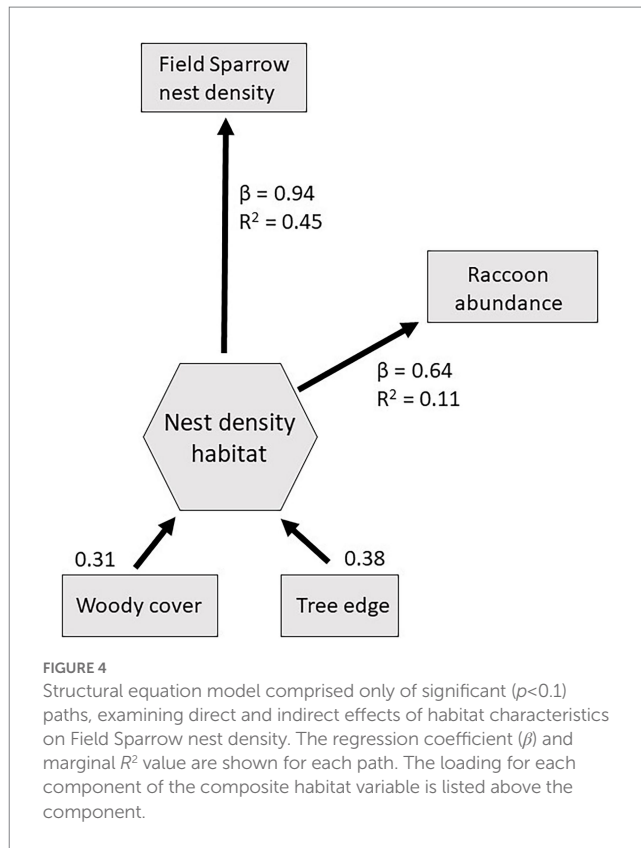 Field Sparrow
nest density
β = 0.94
R² = 0.45
Raccoon
abundance
β = 0.64
R² = 0.11
Nest density
habitat
0.31
0.38
Woody cover
Tree edge
FIGURE 4
Structural equation model comprised only of significant (p<0.1)
paths, examining direct and indirect effects of habitat characteristics
on Field Sparrow nest density. The regression coefficient (β) and
marginal R² value are shown for each path. The loading for each
component of the composite habitat variable is listed above the
component.